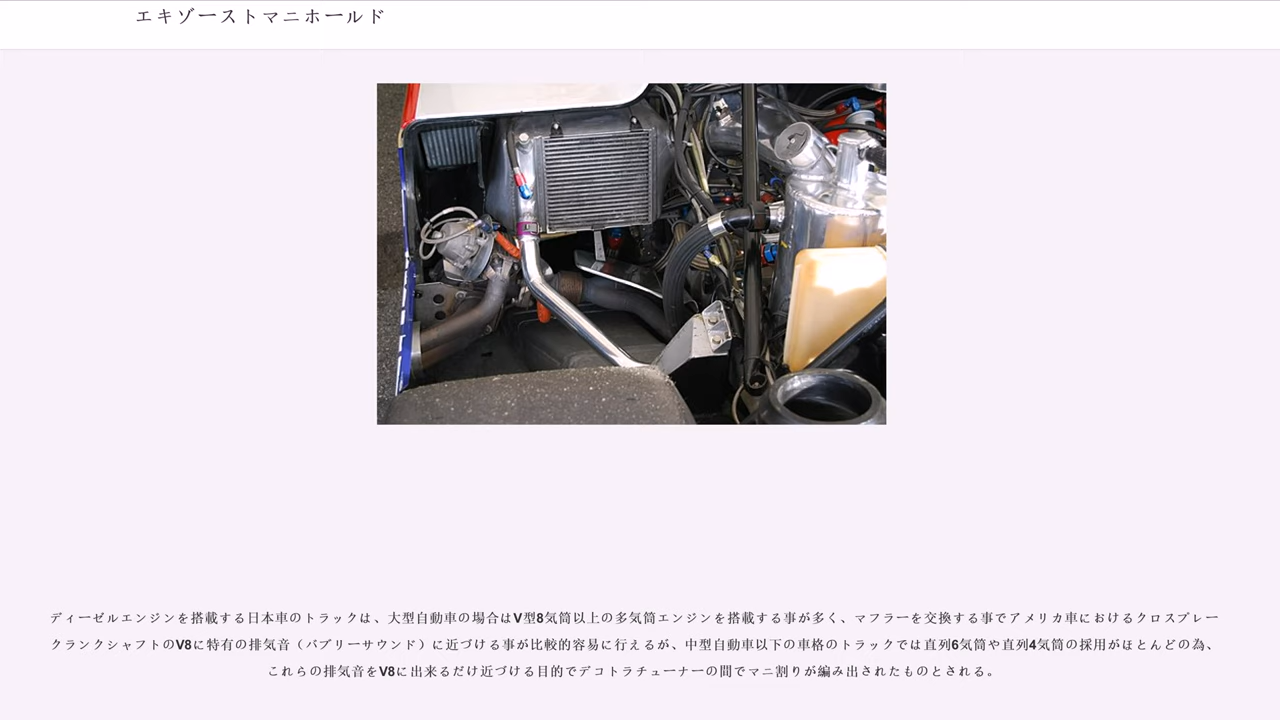 エキゾーストマニホールド
ディーゼルエンジンを搭載する日本車のトラックは、大型自動車の場合はV型8気筒以上の多気筒エンジンを搭載する事が多く、マフラーを交換する事でアメリカ車におけるクロスプレー
クランクシャフトのV8に特有の排気音（バブリーサウンド）に近づける事が比較的容易に行えるが、中型自動車以下の車格のトラックでは直列6気筒や直列4気筒の採用がほとんどの為、
これらの排気音をV8に出来るだけ近づける目的でデコトラチューナーの間でマニ割りが編み出されたものとされる。